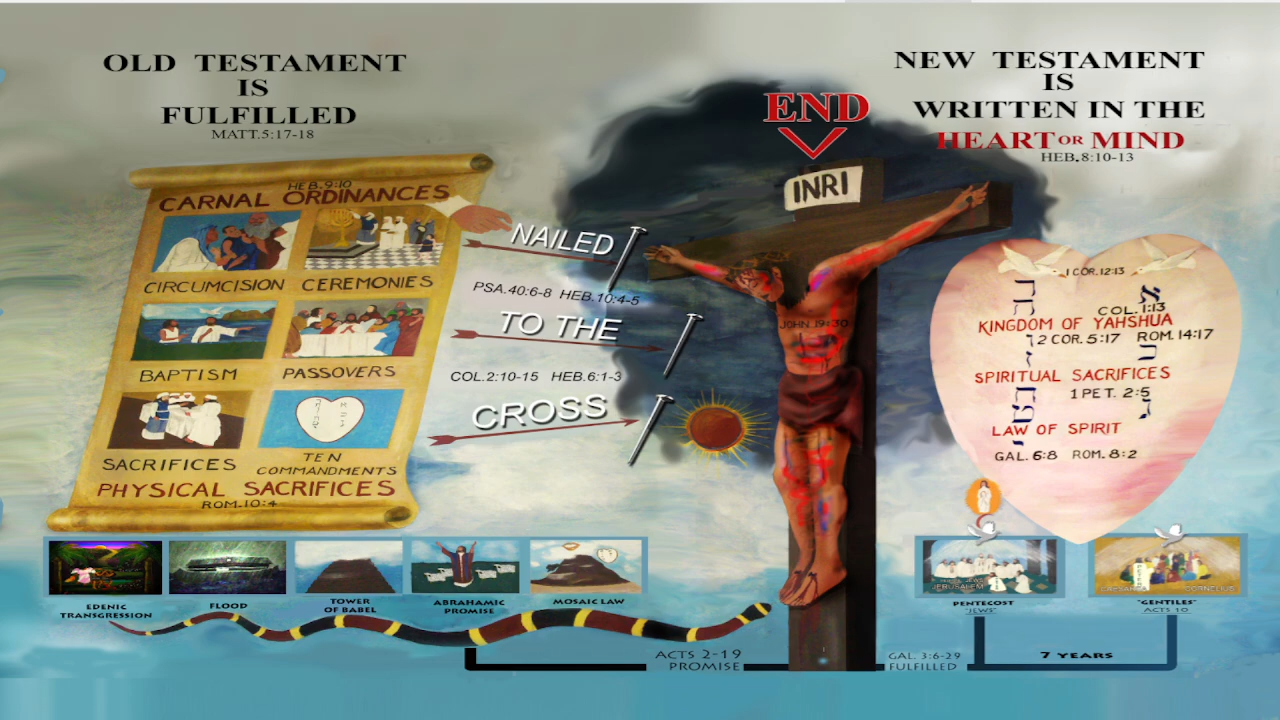 OLD TESTAMENT
IS
FULFILLED
MATT.5:17-18
HEB.9:10
CARNAL ORDINANCES
CIRCUMCISION CEREMONIES
BAPTISM PASSOVERS
SACRIFICES TEN
COMMANDMENTS
PHYSICAL SACRIFICES
ROM.10:4
NAILED
PSA.40:6-8 HEB.10:4-5
TO THE
COL.2:10-15 HEB.6:1-3
CROSS
END
INRI
JOHN 19:30
NEW TESTAMENT
IS
WRITTEN IN THE
HEART OR MIND
HEB.8:10-13
1 COR.12:13
COL.1:13
KINGDOM OF YAHSHUA
2 COR.5:17 ROM.14:17
SPIRITUAL SACRIFICES
1 PET. 2:5
LAW OF SPIRIT
GAL. 6:8 ROM. 8:2
EDENIC
TRANSGRESSION
FLOOD
TOWER
OF BABEL
ABRAHAMIC
PROMISE
MOSAIC LAW
JERUSALEM
PENTECOST
"JEWS"
CORNELIUS
"GENTILES"
ACTS 10
ACTS 2-19
PROMISE
GAL. 3:6-29
FULFILLED
7 YEARS